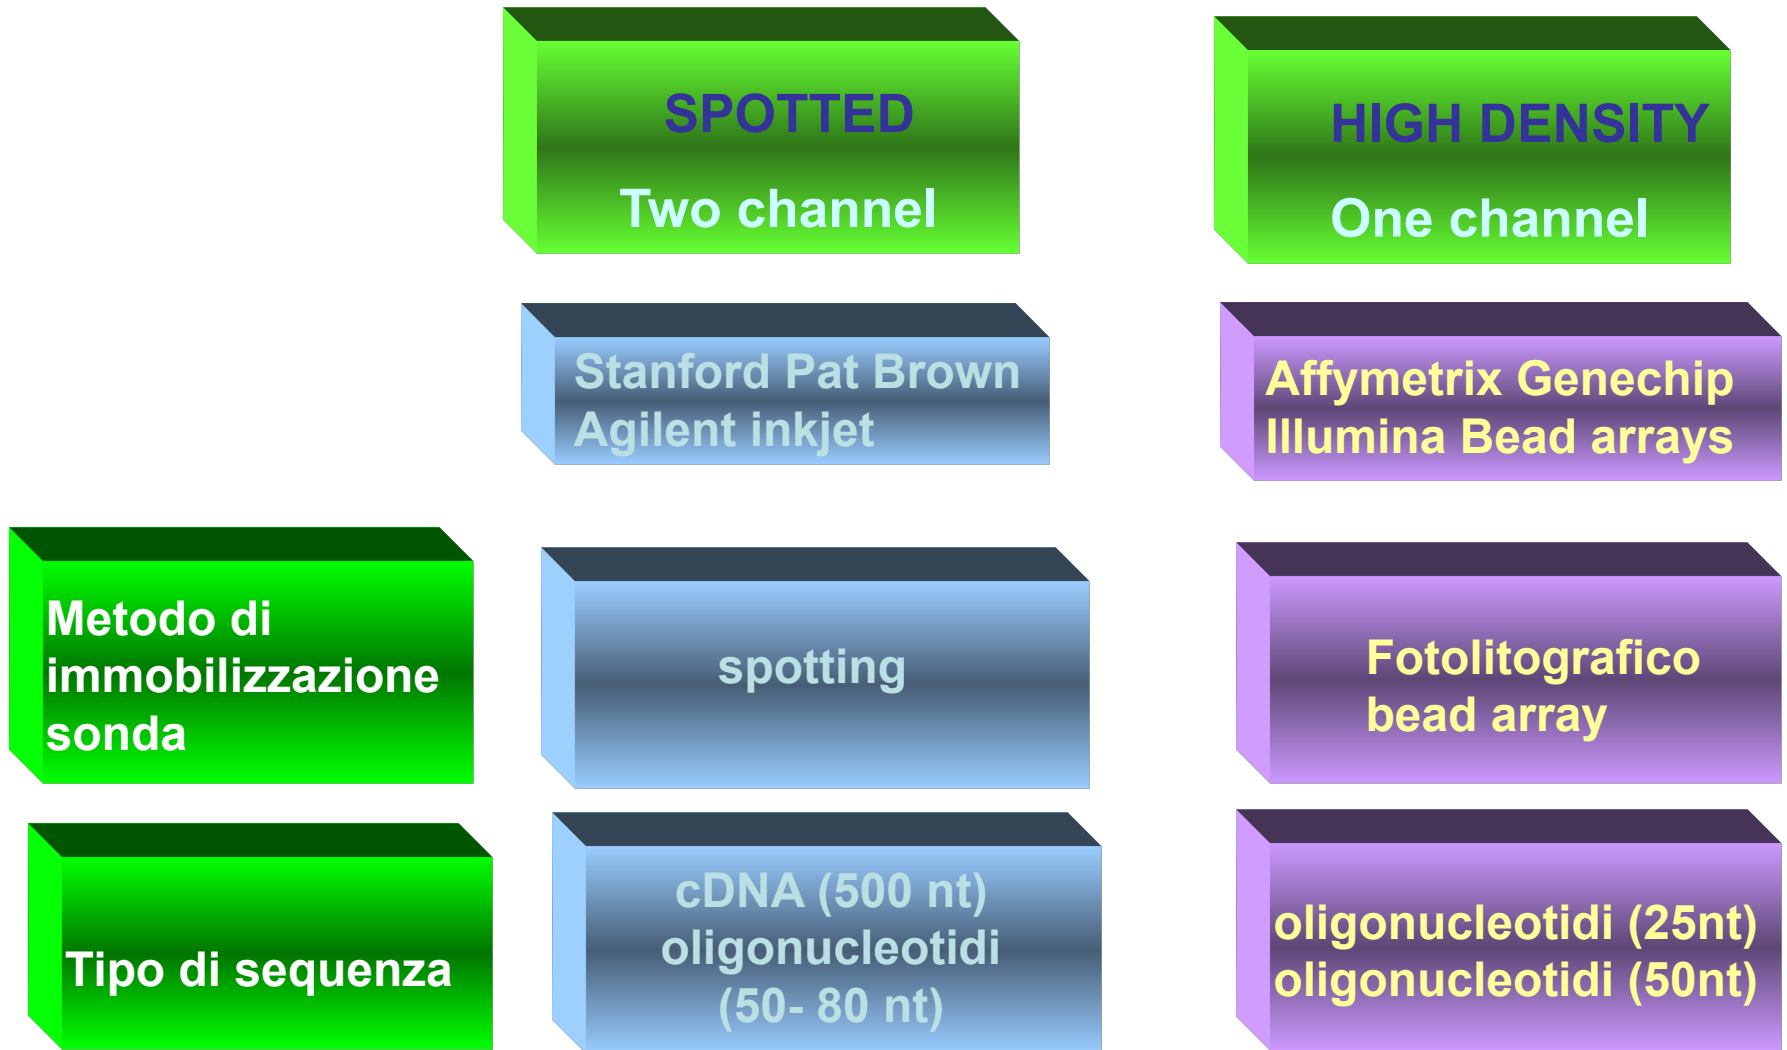 SPOTTED
Two channel
HIGH DENSITY
One channel
Stanford Pat Brown
Agilent inkjet
Affymetrix Genechip
Illumina Bead arrays
Metodo di
immobilizzazione
sonda
spotting
Fotolitografico
bead array
Tipo di sequenza
cDNA (500 nt)
oligonucleotidi
(50- 80 nt)
oligonucleotidi (25nt)
oligonucleotidi (50nt)